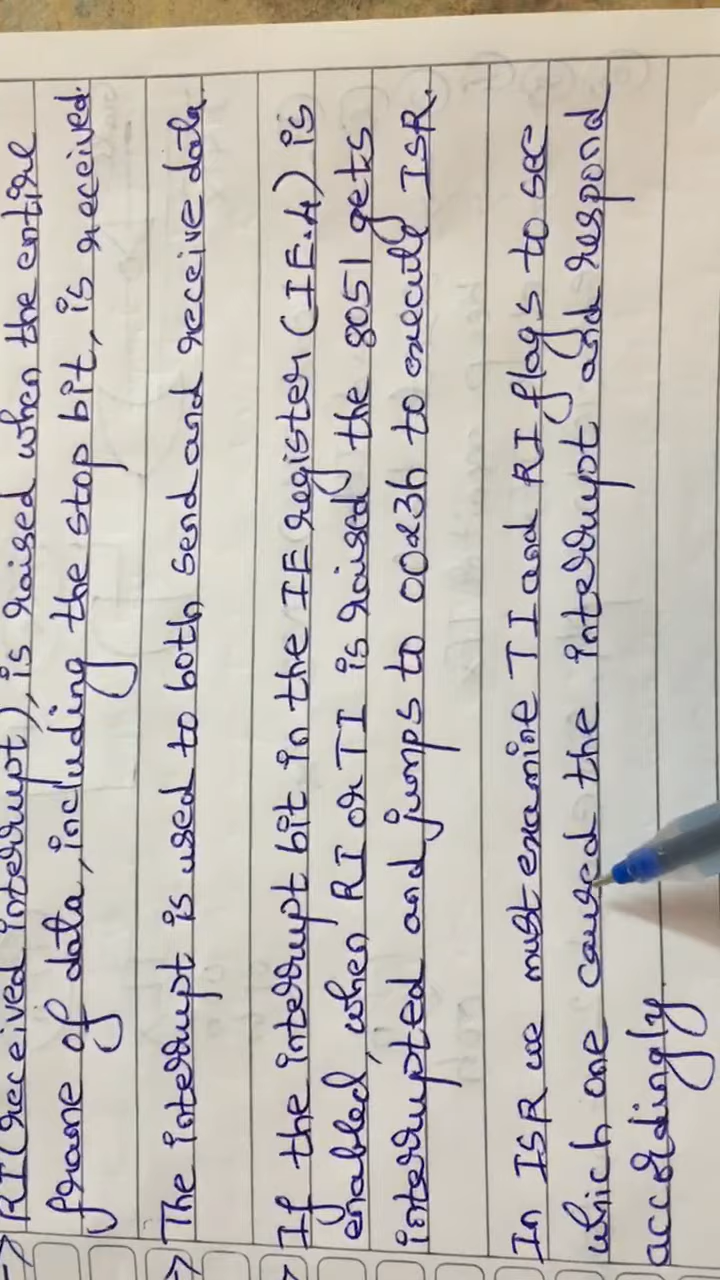 → RI (received interrupt), is raised when the entire
frame of data, including the stop bit, is received.
→ The interrupt is used to both send and receive data.
→ If the interrupt bit in the IE register (IE.4) is
enabled, when RI or TI is raised the 8051 gets
interrupted and jumps to 0023h to execute ISR.
In ISR we must examine TI and RI flags to see
which one caused the interrupt and respond
accordingly.